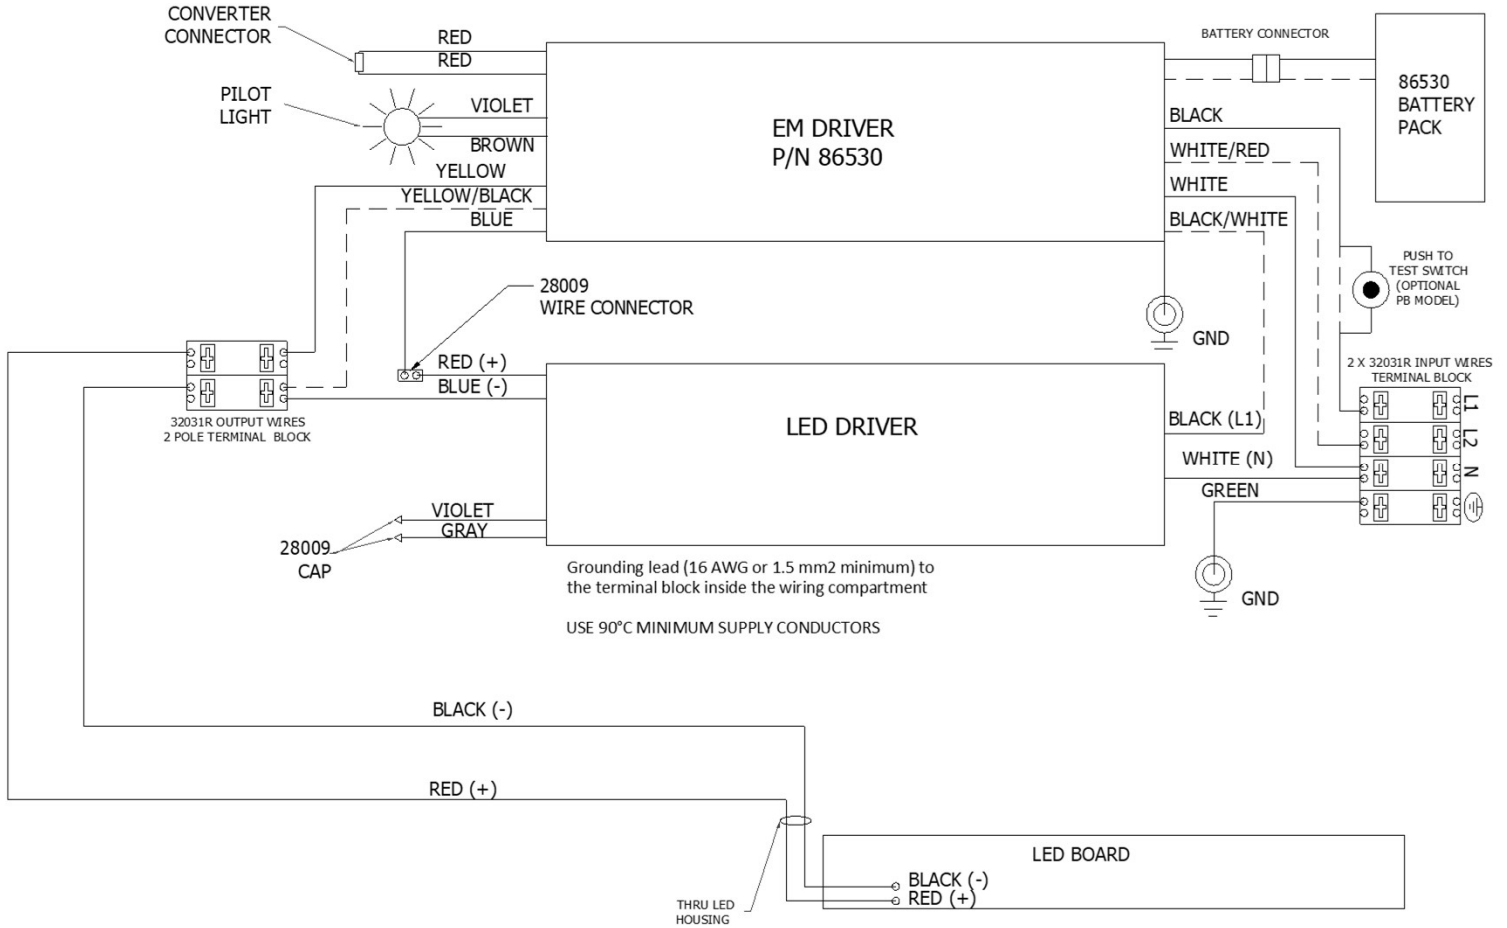 CONVERTER
CONNECTOR
RED
RED
PILOT
LIGHT
VIOLET
BROWN
YELLOW
YELLOW/BLACK
BLUE
EM DRIVER
P/N 86530
BATTERY CONNECTOR
86530
BATTERY
PACK
BLACK
WHITE/RED
WHITE
BLACK/WHITE
GND
PUSH TO
TEST SWITCH
(OPTIONAL
PB MODEL)
28009
WIRE CONNECTOR
RED (+)
BLUE (-)
32031R OUTPUT WIRES
2 POLE TERMINAL BLOCK
LED DRIVER
BLACK (L1)
WHITE (N)
GREEN
GND
2 X 32031R INPUT WIRES
TERMINAL BLOCK
L1
L2
N
VIOLET
GRAY
28009
CAP
Grounding lead (16 AWG or 1.5 mm2 minimum) to
the terminal block inside the wiring compartment
USE 90°C MINIMUM SUPPLY CONDUCTORS
BLACK (-)
RED (+)
THRU LED
HOUSING
LED BOARD
BLACK (-)
RED (+)